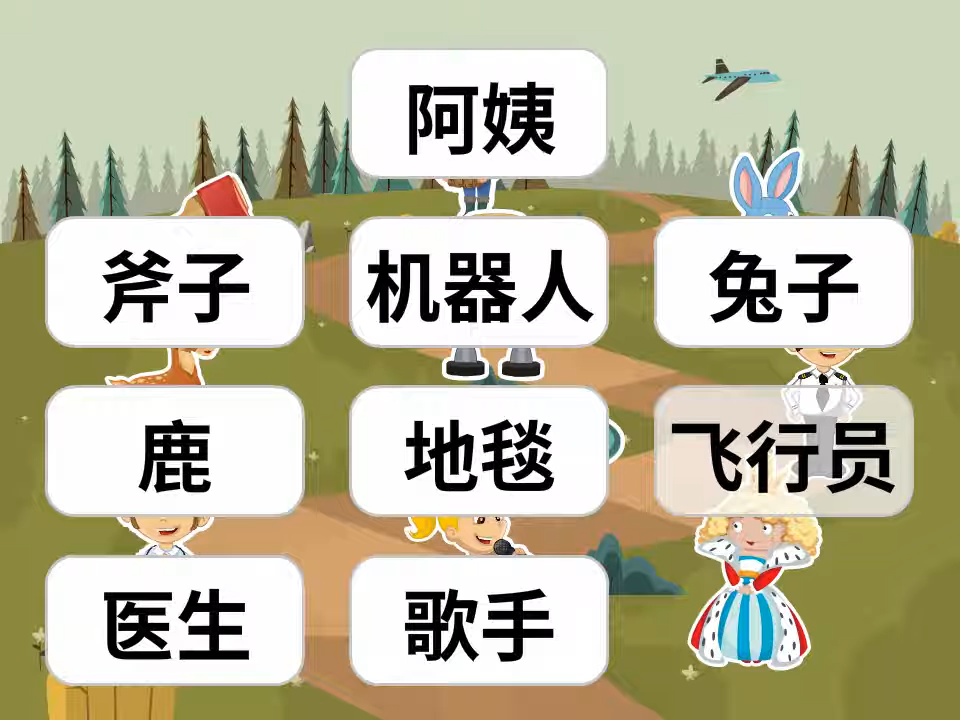 阿姨
斧子
机器人
兔子
鹿
地毯
飞行员
医生
歌手